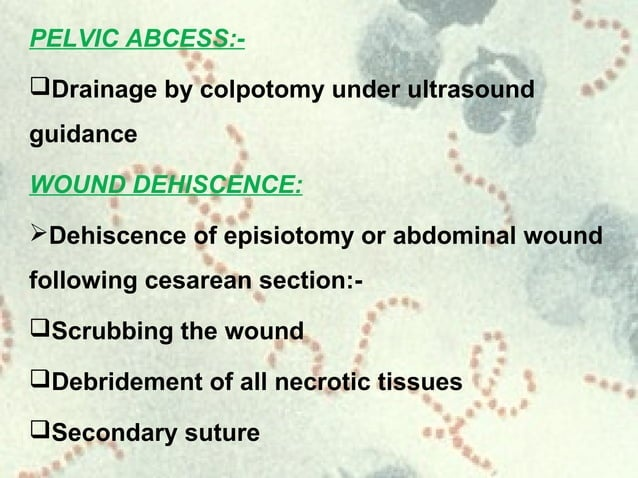 PELVIC ABCESS:-
❑Drainage by colpotomy under ultrasound
guidance
WOUND DEHISCENCE:
➢Dehiscence of episiotomy or abdominal wound
following cesarean section:-
❑Scrubbing the wound
❑Debridement of all necrotic tissues
❑Secondary suture